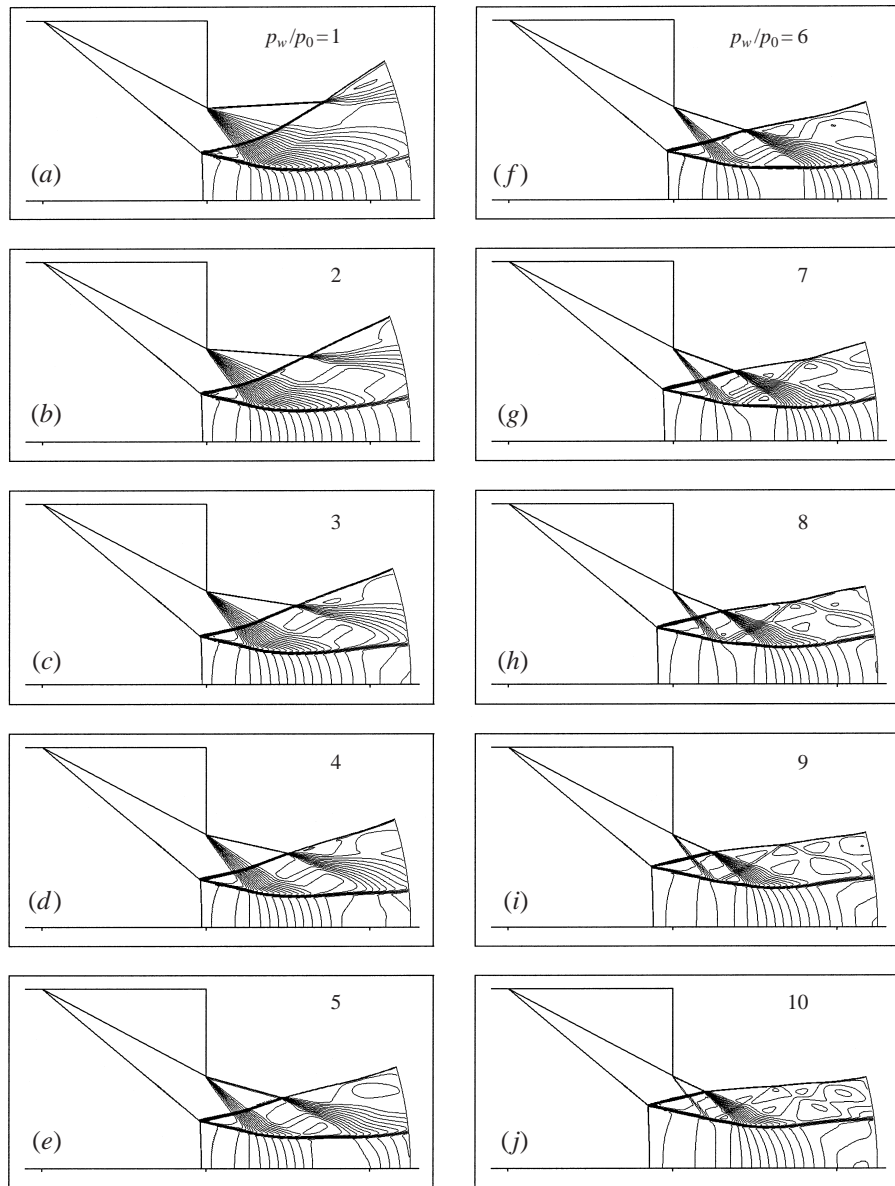 p_w/p_0=1
(a)
2
(b)
3
(c)
4
(d)
5
(e)
p_w/p_0=6
(f)
7
(g)
8
(h)
9
(i)
10
(j)